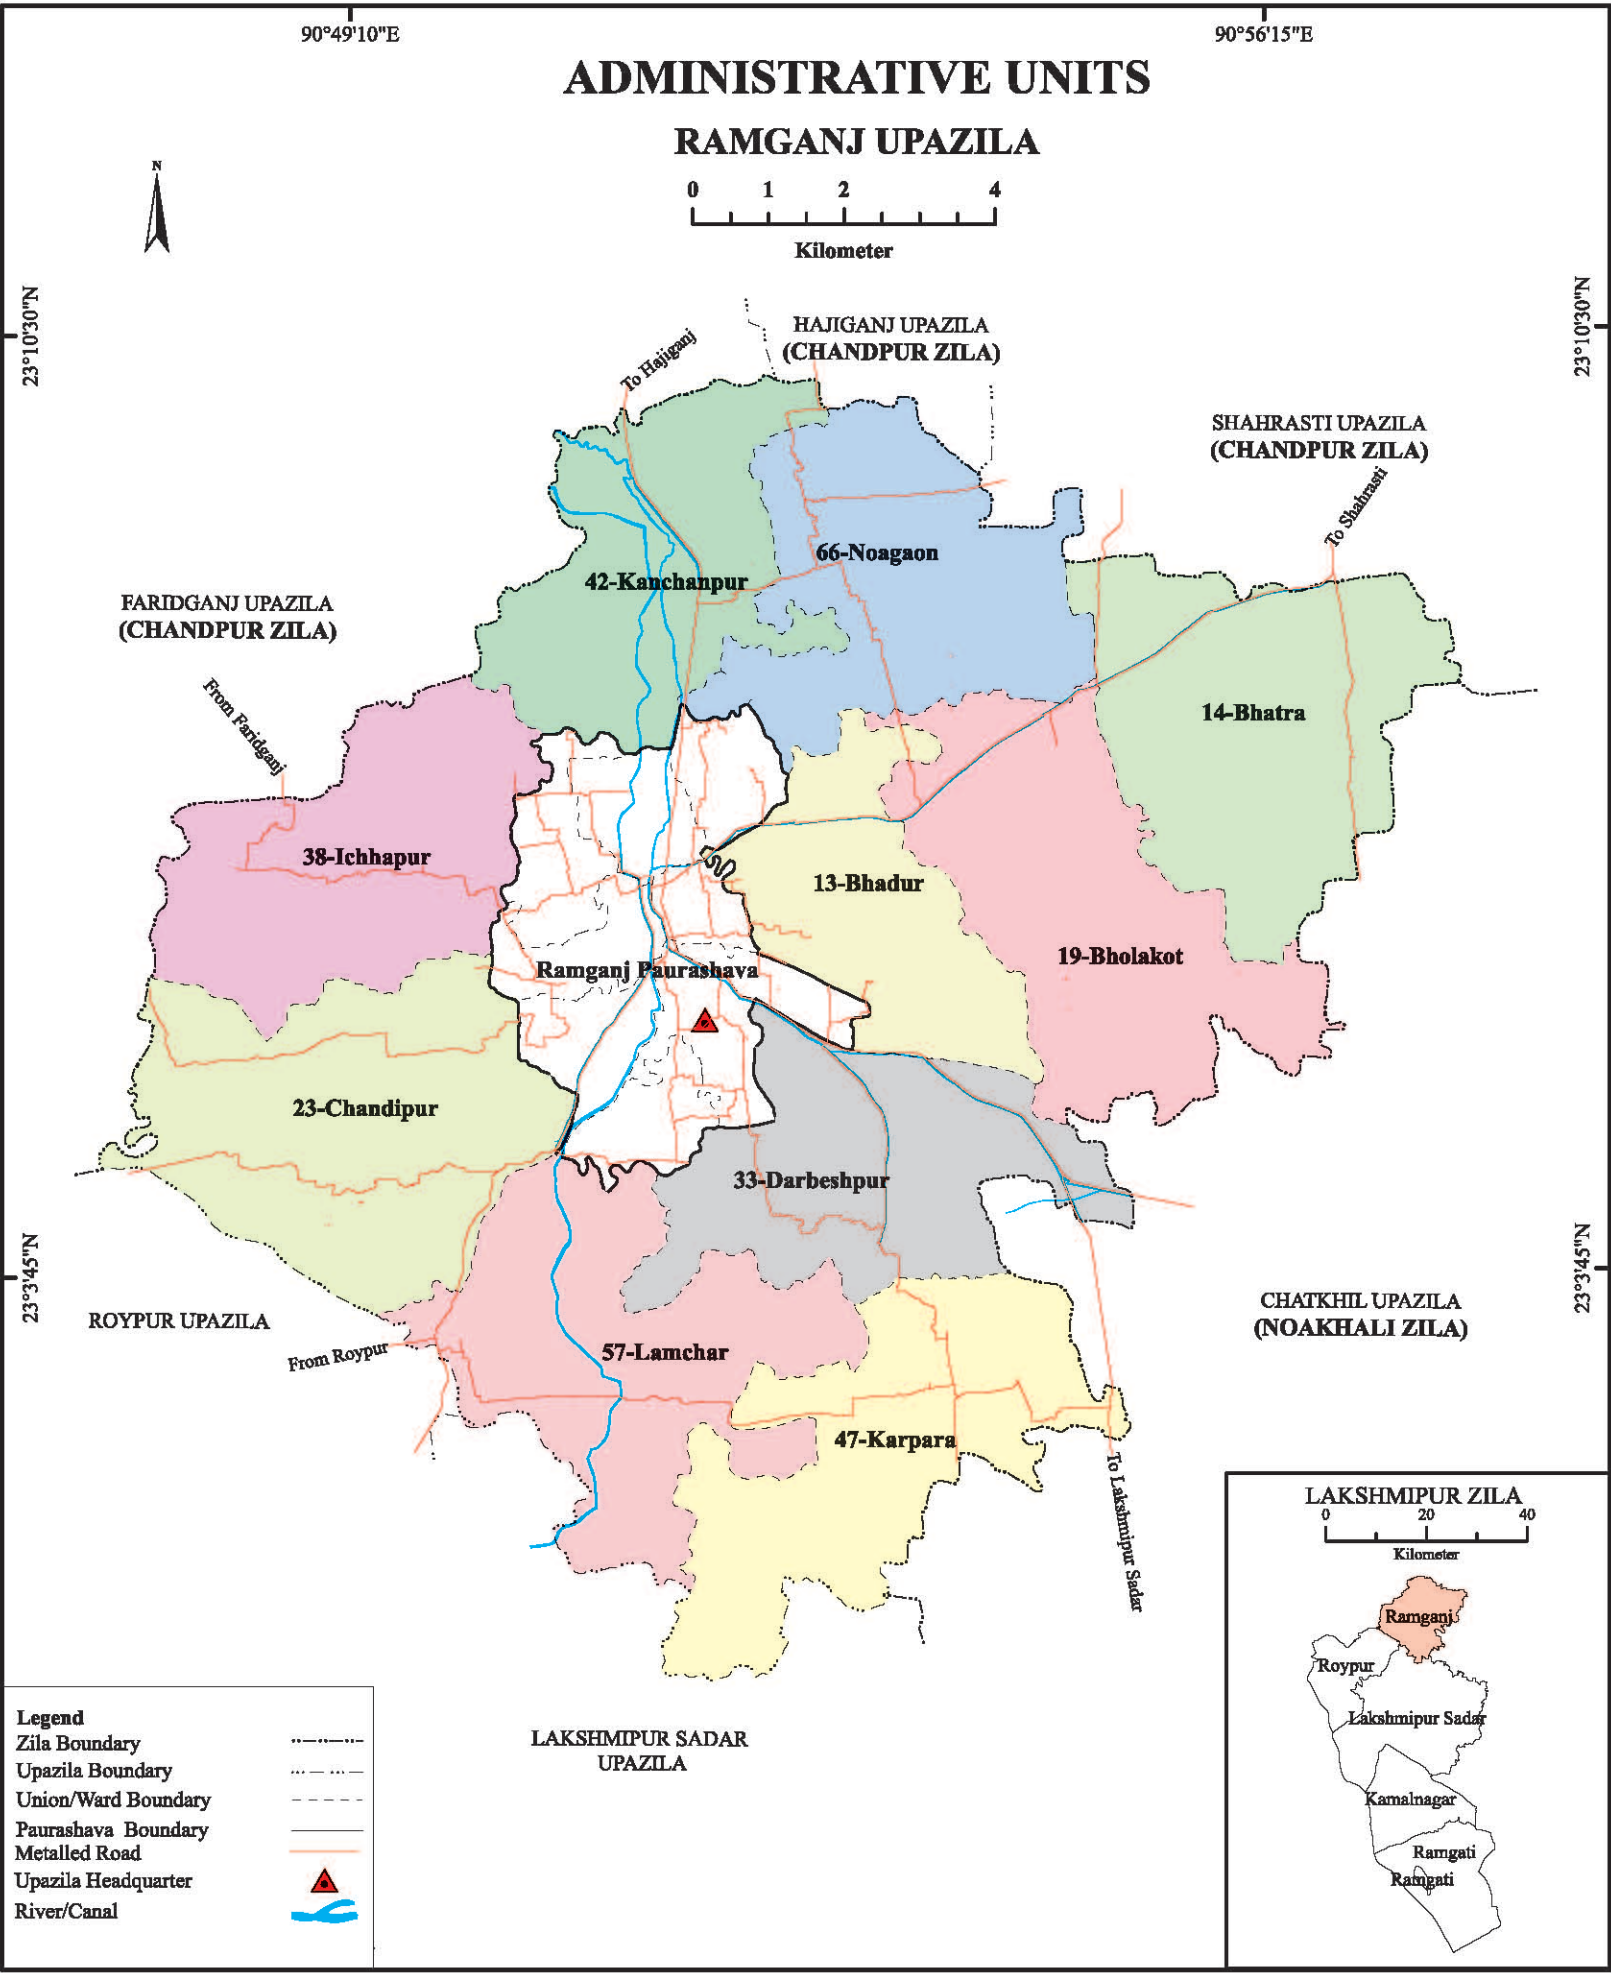 90°49'10"E
90°56'15"E
ADMINISTRATIVE UNITS
RAMGANJ UPAZILA
N
0 1 2 4
Kilometer
23°10'30"N
23°10'30"N
HAJIGANJ UPAZILA
(CHANDPUR ZILA)
To Hajiganj
SHAHRASTI UPAZILA
(CHANDPUR ZILA)
To Shahrasti
66-Noagaon
42-Kanchanpur
FARIDGANJ UPAZILA
(CHANDPUR ZILA)
From Faridganj
14-Bhatra
38-Ichhapur
13-Bhadur
19-Bholakot
Ramganj Paurashava
23-Chandipur
33-Darbeshpur
23°3'45"N
23°3'45"N
ROYPUR UPAZILA
From Roypur
CHATKHIL UPAZILA
(NOAKHALI ZILA)
57-Lamchar
47-Karpara
To Lakshmipur Sadar
LAKSHMIPUR SADAR
UPAZILA
Legend
Zila Boundary
Upazila Boundary
Union/Ward Boundary
Paurashava Boundary
Metalled Road
Upazila Headquarter
River/Canal
LAKSHMIPUR ZILA
0 20 40
Kilometer
Ramganj
Roypur
Lakshmipur Sadar
Kamalnagar
Ramgati
Ramgati